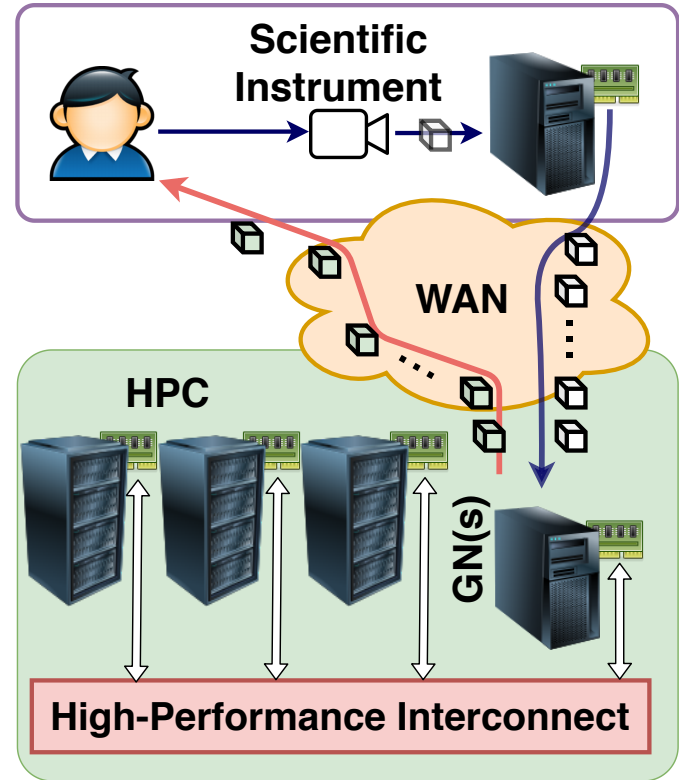 Scientific
Instrument
WAN
HPC
GN(s)
High-Performance Interconnect